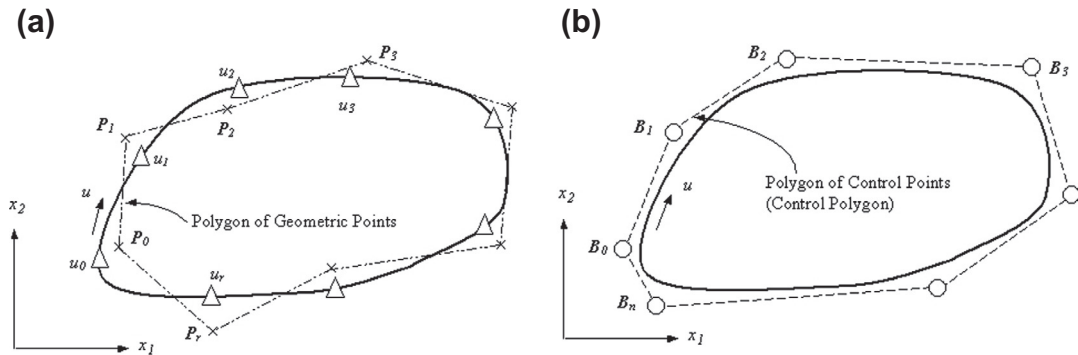 (a)
P3
u2
u3
P1
P2
u1
u
x2
Polygon of Geometric Points
P0
u0
ur
Pr
x1
(b)
B2
B3
B1
u
Polygon of Control Points
(Control Polygon)
x2
B0
Bn
x1